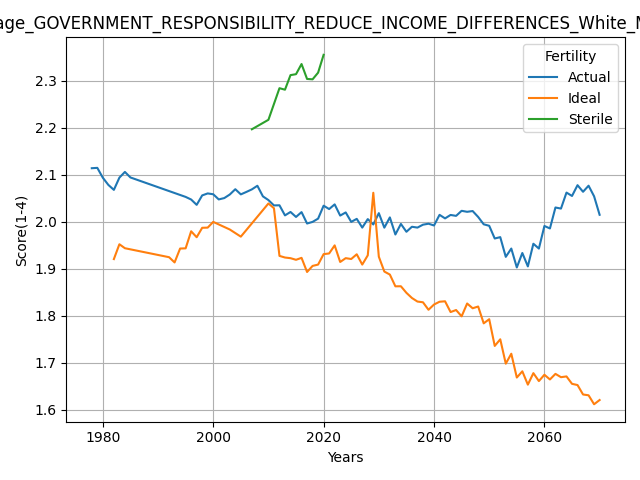 age_GOVERNMENT_RESPONSIBILITY_REDUCE_INCOME_DIFFERENCES_White_
Fertility
Actual
Ideal
Sterile
Score(1-4)
2.3
2.2
2.1
2.0
1.9
1.8
1.7
1.6
1980
2000
2020
2040
2060
Years